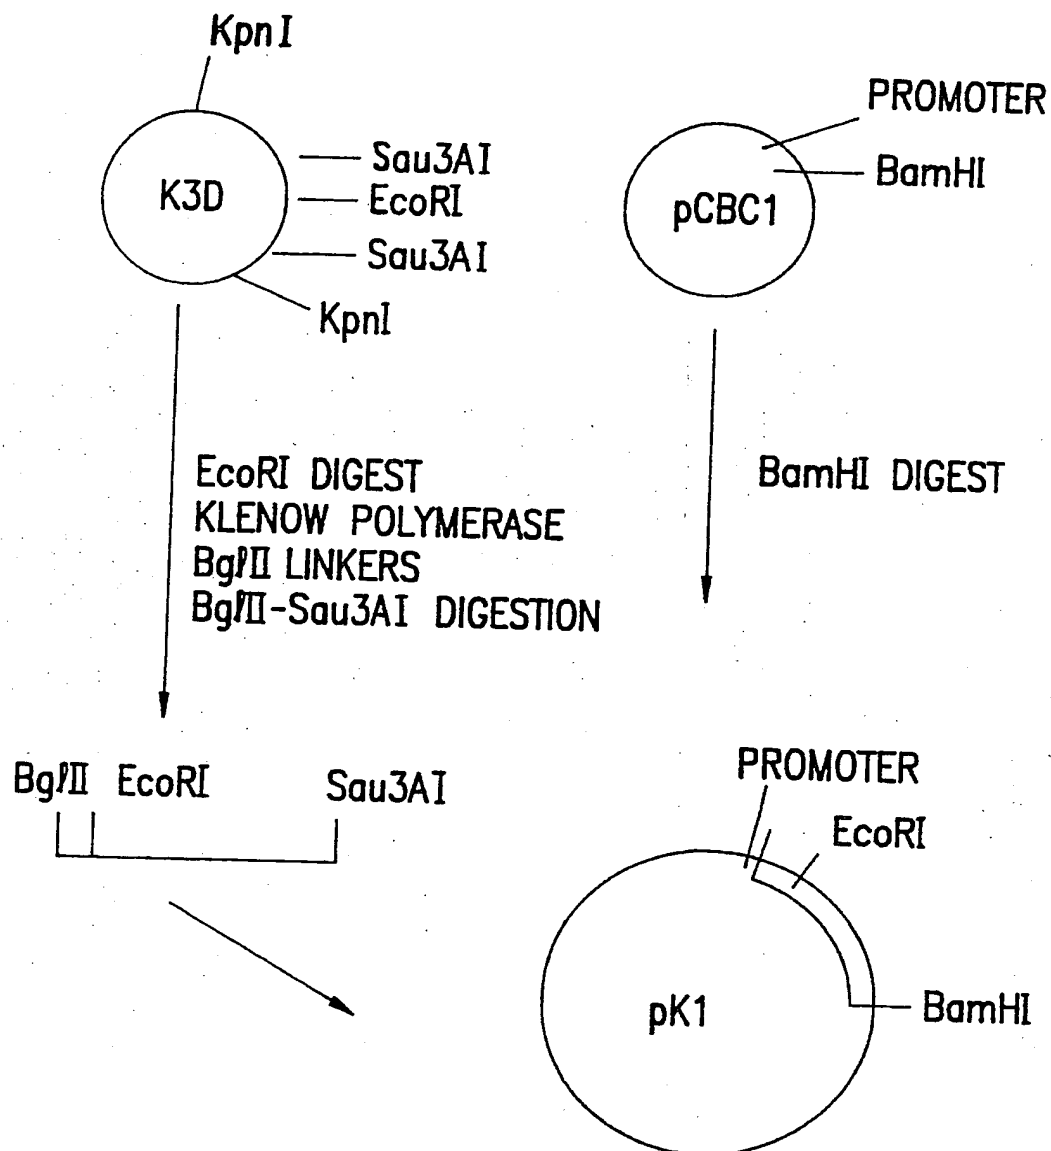 KpnI
K3D
Sau3AI
EcoRI
Sau3AI
KpnI
PROMOTER
BamHI
pCBC1
EcoRI DIGEST
KLENOW POLYMERASE
BglII LINKERS
BglII-Sau3AI DIGESTION
BamHI DIGEST
BglII EcoRI Sau3AI
PROMOTER
EcoRI
pK1
BamHI